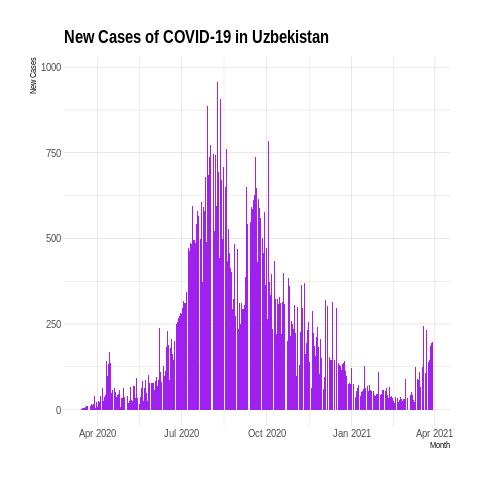 New Cases of COVID-19 in Uzbekistan
New Cases
1000
750
500
250
0
Apr 2020
Jul 2020
Oct 2020
Jan 2021
Apr 2021
Month